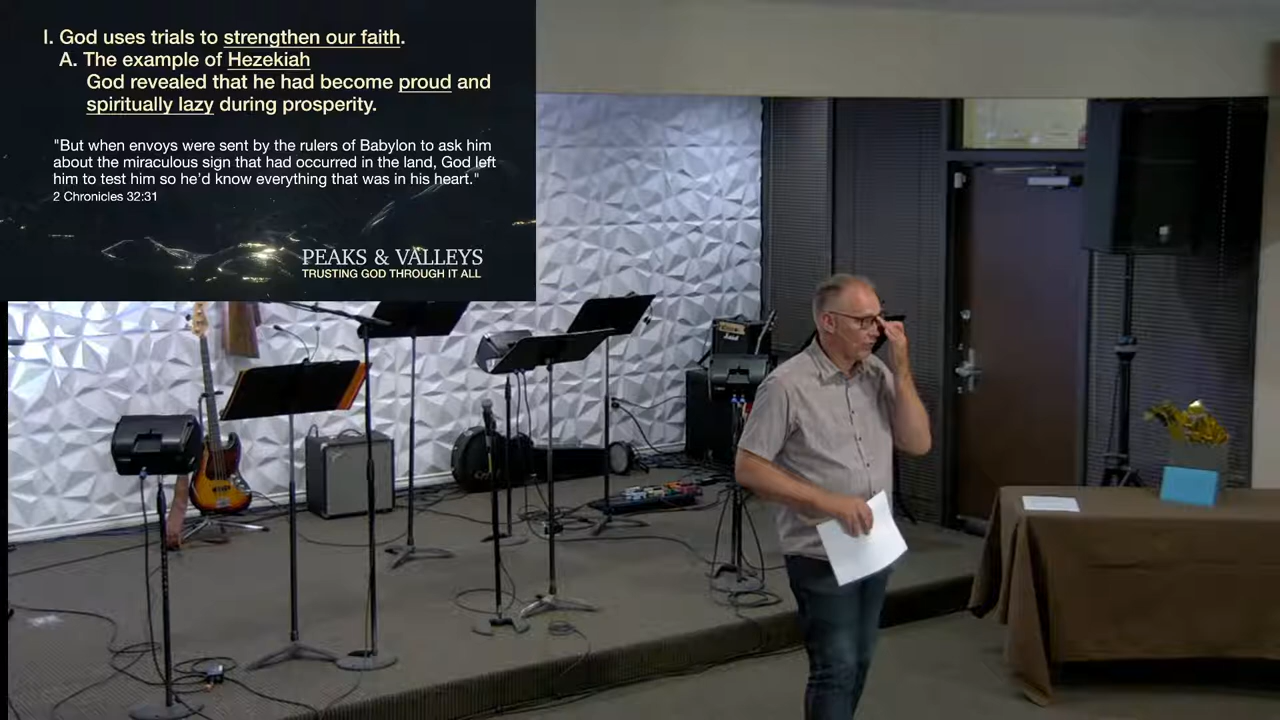 I. God uses trials to strengthen our faith.
A. The example of Hezekiah
God revealed that he had become proud and
spiritually lazy during prosperity.
"But when envoys were sent by the rulers of Babylon to ask him
about the miraculous sign that had occurred in the land, God left
him to test him so he'd know everything that was in his heart."
2 Chronicles 32:31
PEAKS & VALLEYS
TRUSTING GOD THROUGH IT ALL